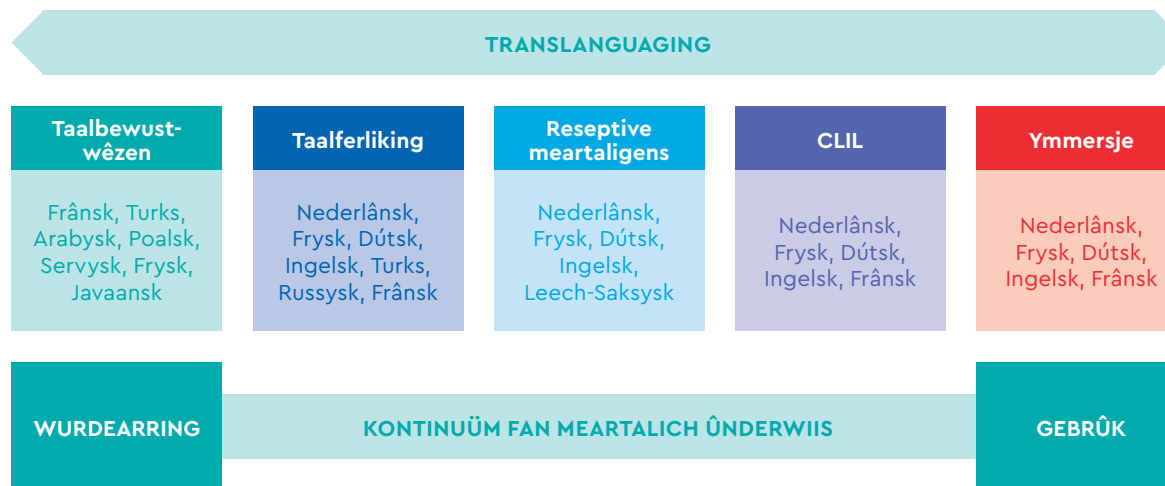 TRANSLANGUAGING
Taalbewust-
wêzen
Frânsk, Turks,
Arabysk, Poalsk,
Servysk, Frysk,
Javaansk
Taalferliking
Nederlânsk,
Frysk, Dútsk,
Ingelsk, Turks,
Russysk, Frânsk
Reseptive
meartaligens
Nederlânsk,
Frysk, Dútsk,
Ingelsk,
Leech-Saksysk
CLIL
Nederlânsk,
Frysk, Dútsk,
Ingelsk, Frânsk
Ymmersje
Nederlânsk,
Frysk, Dútsk,
Ingelsk, Frânsk
WURDEARRING
KONTINUÜM FAN MEARTALICH ÛNDERWIIS
GEBRÛK